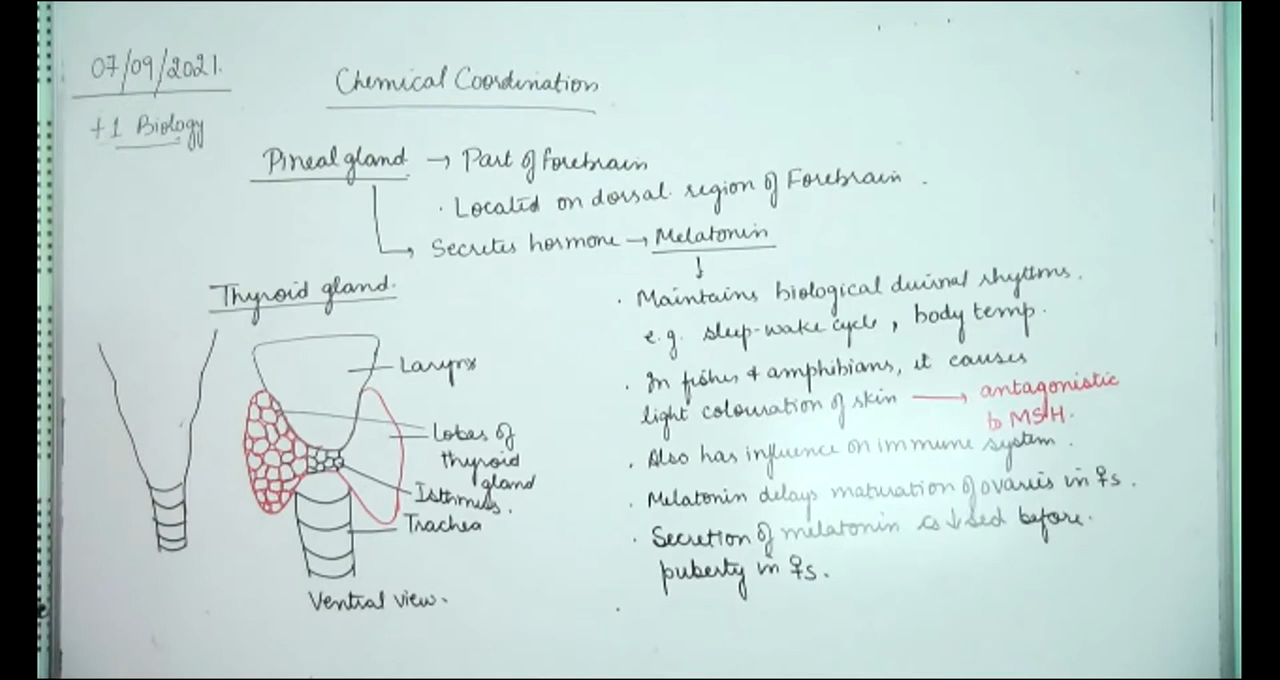 07/09/2021.
+1 Biology
Chemical Coordination
Pineal gland → Part of forebrain
· Located on dorsal region of Forebrain.
→ Secretes hormone → Melatonin
↓
· Maintains biological duirnal rhythms.
e.g. sleep-wake cycle, body temp.
· In fishes & amphibians, it causes
light colouration of skin → antagonistic
to MSH.
· Also has influence on immune system.
· Melatonin delays maturation of ovaries in ♀s.
· Secretion of melatonin is ↓sed before
puberty in ♀s.
Thyroid gland.
Larynx
Lobes of
thyroid
gland
Isthmus.
Trachea
Ventral view.